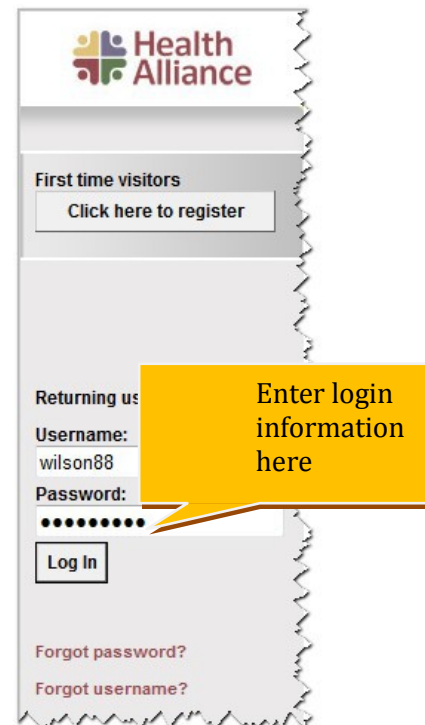 Health
Alliance
First time visitors
Click here to register
Returning
Enter login
information
here
Username:
wilson88
Password:
Log In
Forgot password?
Forgot username?